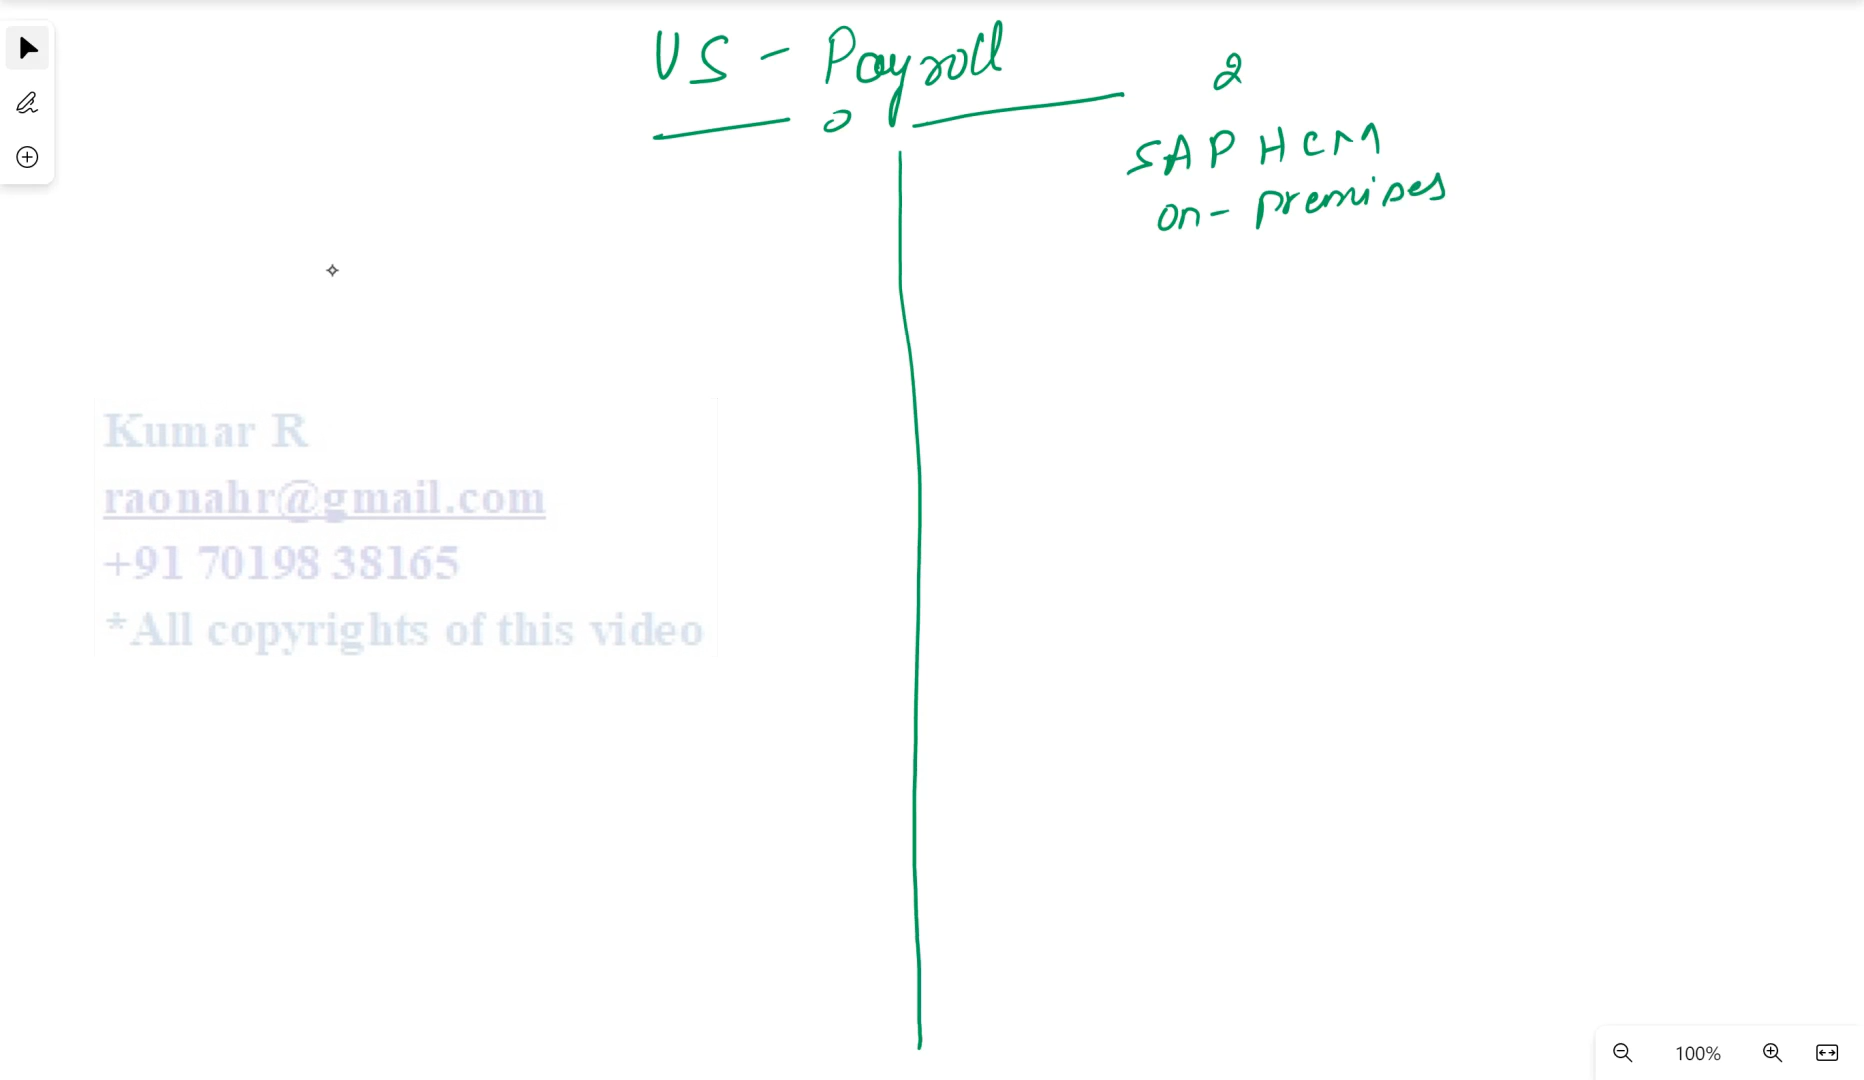 US - Payroll
2
SAP HCM
on-premises
Kumar R
raonahr@gmail.com
+91 70198 38165
*All copyrights of this video
100%